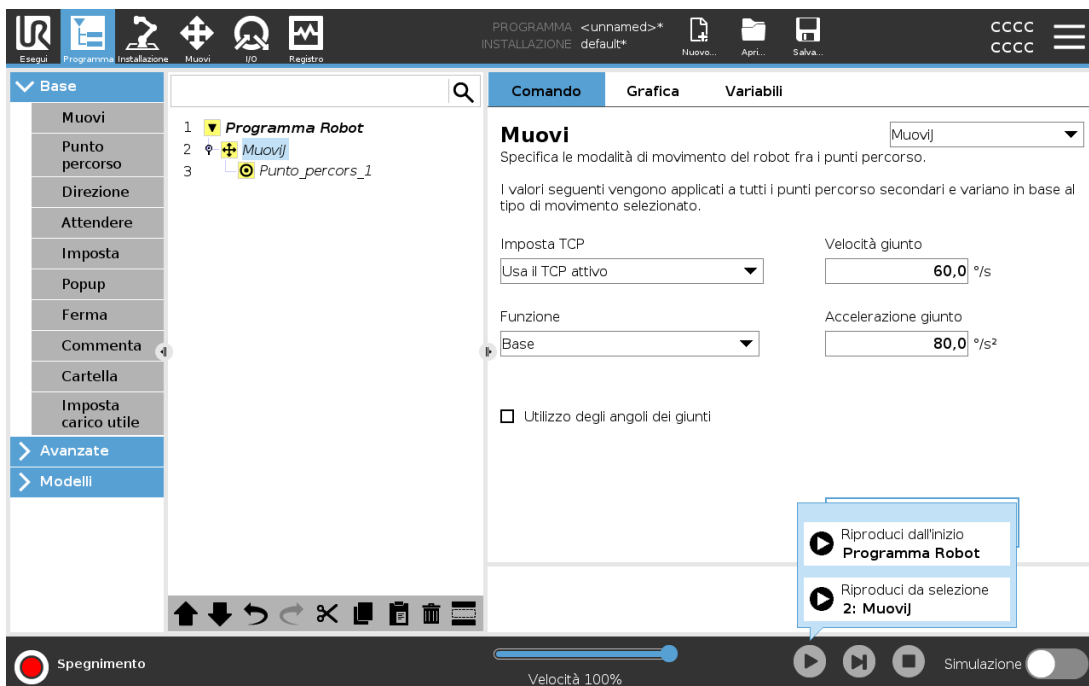 PROGRAMMA <unnamed>*
INSTALLAZIONE default*
Nuovo...
Apri...
Salva...
CCCC
CCCC
Esegui
Programma
Installazione
Muovi
I/O
Registro
Base
Muovi
Punto
percorso
Direzione
Attendere
Imposta
Popup
Ferma
Commenta
Cartella
Imposta
carico utile
Avanzate
Modelli
1 Programma Robot
2 MuoviJ
3 Punto_percors_1
Comando Grafica Variabili
Muovi
MuoviJ
Specifica le modalità di movimento del robot fra i punti percorso.
I valori seguenti vengono applicati a tutti i punti percorso secondari e variano in base al
tipo di movimento selezionato.
Imposta TCP
Velocità giunto
Usa il TCP attivo
60,0 °/s
Funzione
Accelerazione giunto
Base
80,0 °/s²
Utilizzo degli angoli dei giunti
Riproduci dall'inizio
Programma Robot
Riproduci da selezione
2: MuoviJ
Spegnimento
Velocità 100%
Simulazione